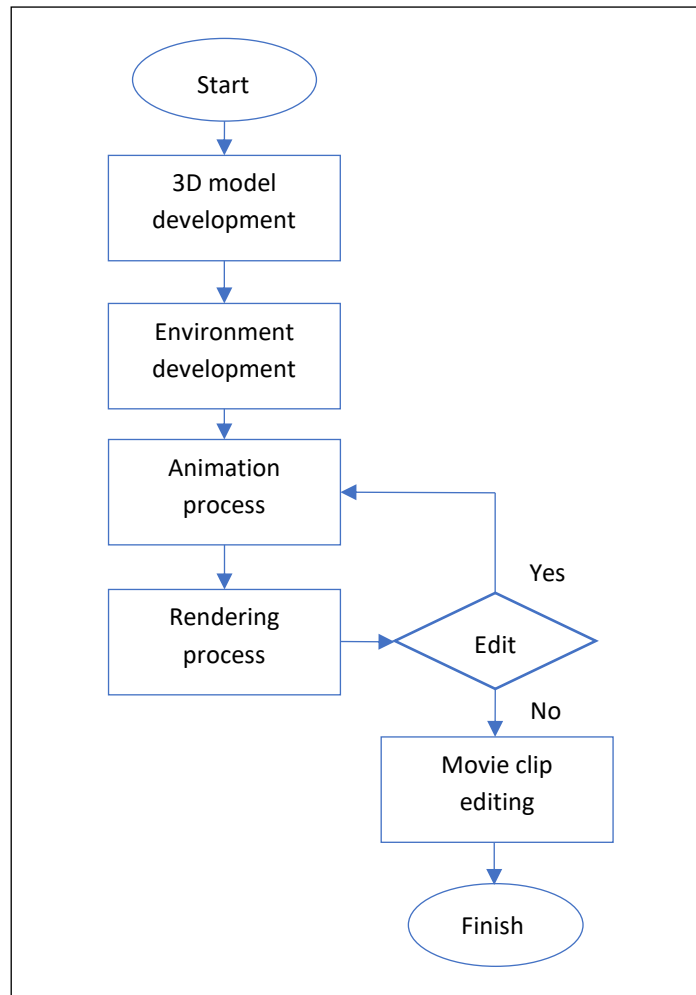 Start
3D model
development
Environment
development
Animation
process
Rendering
process
Yes
Edit
No
Movie clip
editing
Finish